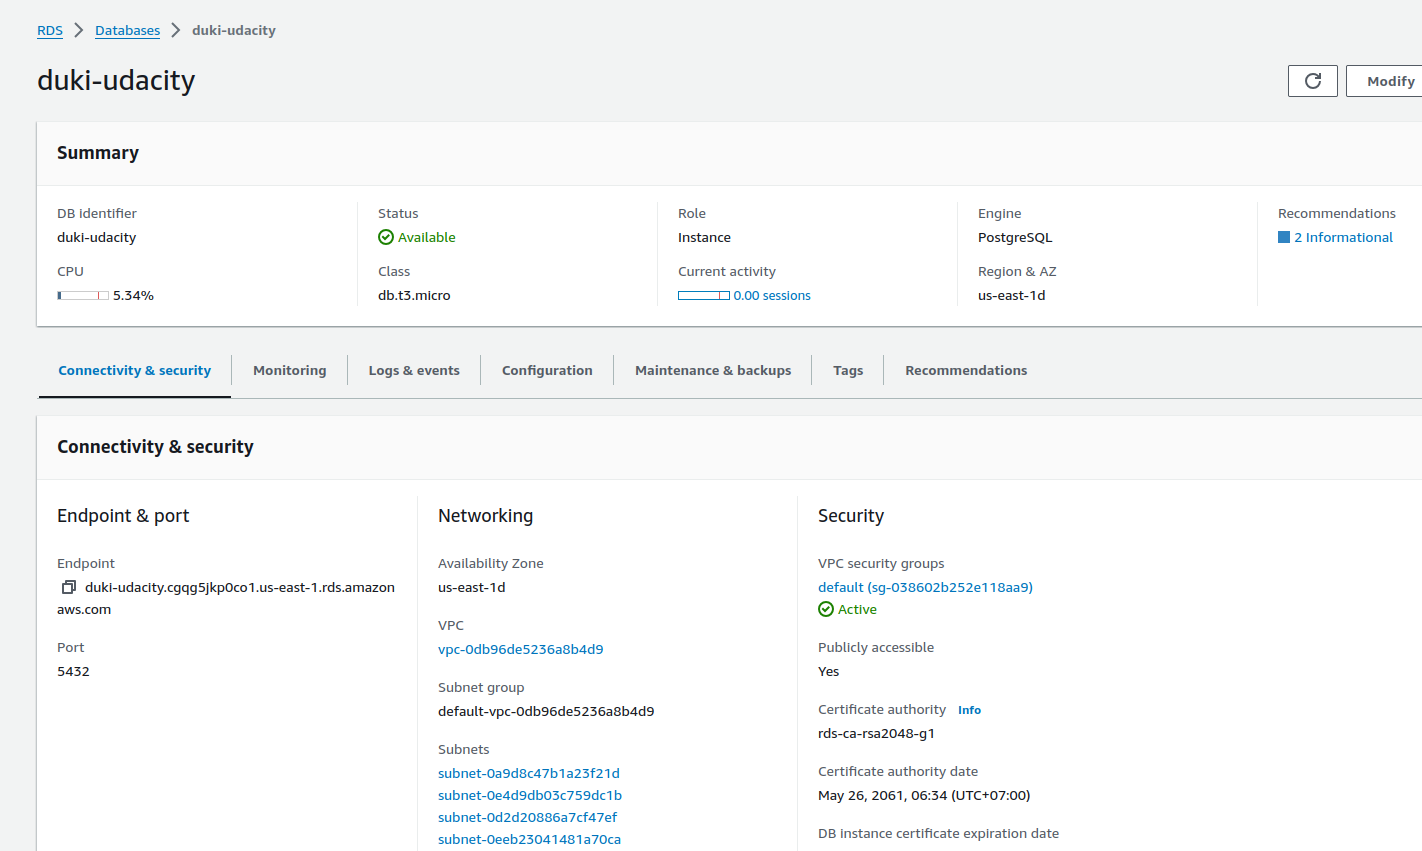 RDS > Databases > duki-udacity
duki-udacity
Modify
Summary
DB identifier
duki-udacity
CPU
5.34%
Status
Available
Class
db.t3.micro
Role
Instance
Current activity
0.00 sessions
Engine
PostgreSQL
Region & AZ
us-east-1d
Recommendations
2 Informational
Connectivity & security
Monitoring
Logs & events
Configuration
Maintenance & backups
Tags
Recommendations
Connectivity & security
Endpoint & port
Endpoint
duki-udacity.cgqg5jkp0co1.us-east-1.rds.amazon
aws.com
Port
5432
Networking
Availability Zone
us-east-1d
VPC
vpc-0db96de5236a8b4d9
Subnet group
default-vpc-0db96de5236a8b4d9
Subnets
subnet-0a9d8c47b1a23f21d
subnet-0e4d9db03c759dc1b
subnet-0d2d20886a7cf47ef
subnet-0eeb23041481a70ca
Security
VPC security groups
default (sg-038602b252e118aa9)
Active
Publicly accessible
Yes
Certificate authority Info
rds-ca-rsa2048-g1
Certificate authority date
May 26, 2061, 06:34 (UTC+07:00)
DB instance certificate expiration date